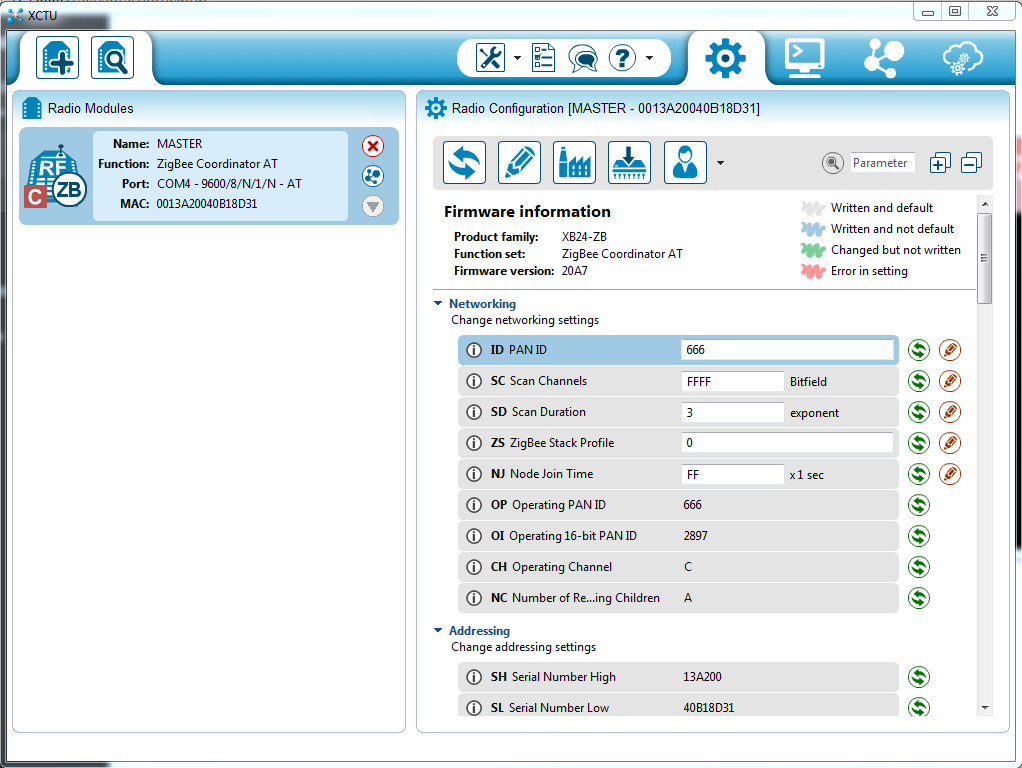 XCTU
Radio Modules
RF
C
ZB
Name: MASTER
Function: ZigBee Coordinator AT
Port: COM4 - 9600/8/N/1/N - AT
MAC: 0013A20040B18D31
Radio Configuration [MASTER - 0013A20040B18D31]
Parameter
Firmware information
Product family: XB24-ZB
Function set: ZigBee Coordinator AT
Firmware version: 20A7
Written and default
Written and not default
Changed but not written
Error in setting
Networking
Change networking settings
ID PAN ID 666
SC Scan Channels FFFF Bitfield
SD Scan Duration 3 exponent
ZS ZigBee Stack Profile 0
NJ Node Join Time FF x 1 sec
OP Operating PAN ID 666
OI Operating 16-bit PAN ID 2897
CH Operating Channel C
NC Number of Re...ing Children A
Addressing
Change addressing settings
SH Serial Number High 13A200
SL Serial Number Low 40B18D31